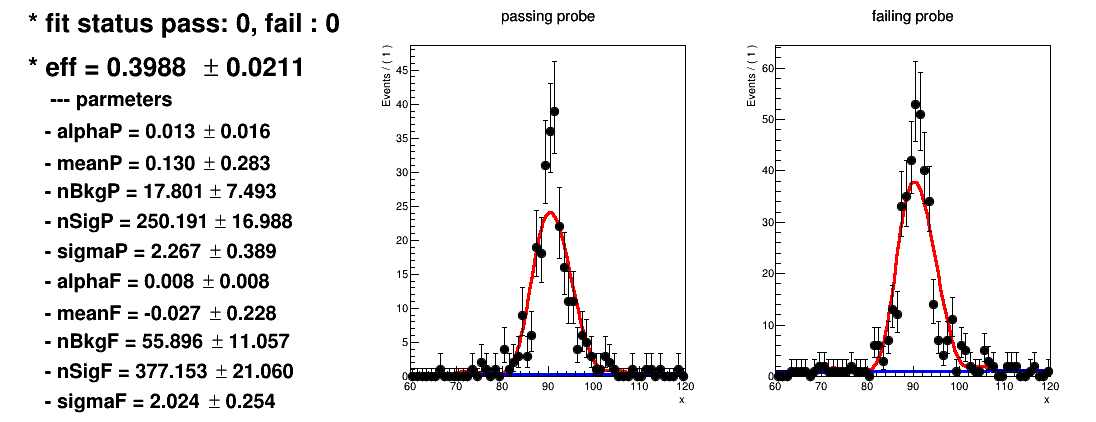 * fit status pass: 0, fail : 0
* eff = 0.3988 ± 0.0211
--- parmeters
- alphaP = 0.013 ± 0.016
- meanP = 0.130 ± 0.283
- nBkgP = 17.801 ± 7.493
- nSigP = 250.191 ± 16.988
- sigmaP = 2.267 ± 0.389
- alphaF = 0.008 ± 0.008
- meanF = -0.027 ± 0.228
- nBkgF = 55.896 ± 11.057
- nSigF = 377.153 ± 21.060
- sigmaF = 2.024 ± 0.254
passing probe
Events / ( 1 )
45
40
35
30
25
20
15
10
5
0
60 70 80 90 100 110 120
x
failing probe
Events / ( 1 )
60
50
40
30
20
10
0
60 70 80 90 100 110 120
x